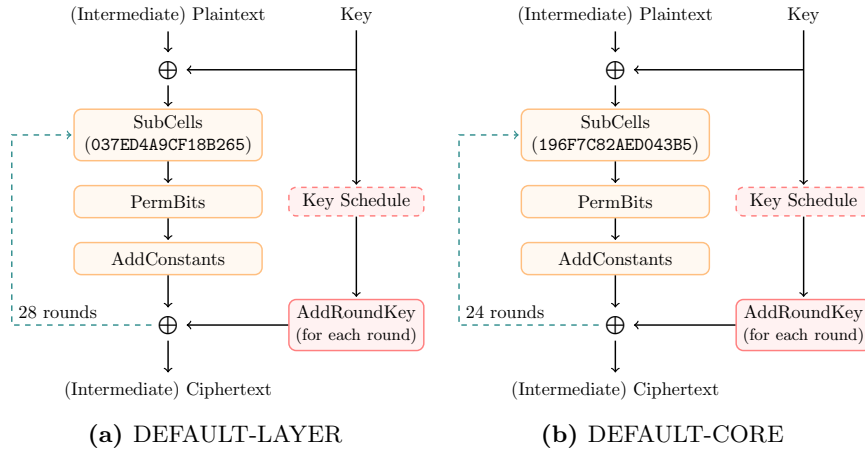 (Intermediate) Plaintext
Key
SubCells
(037ED4A9CF18B265)
PermBits
Key Schedule
AddConstants
28 rounds
AddRoundKey
(for each round)
(Intermediate) Ciphertext
(a) DEFAULT-LAYER
(Intermediate) Plaintext
Key
SubCells
(196F7C82AED043B5)
PermBits
Key Schedule
AddConstants
24 rounds
AddRoundKey
(for each round)
(Intermediate) Ciphertext
(b) DEFAULT-CORE